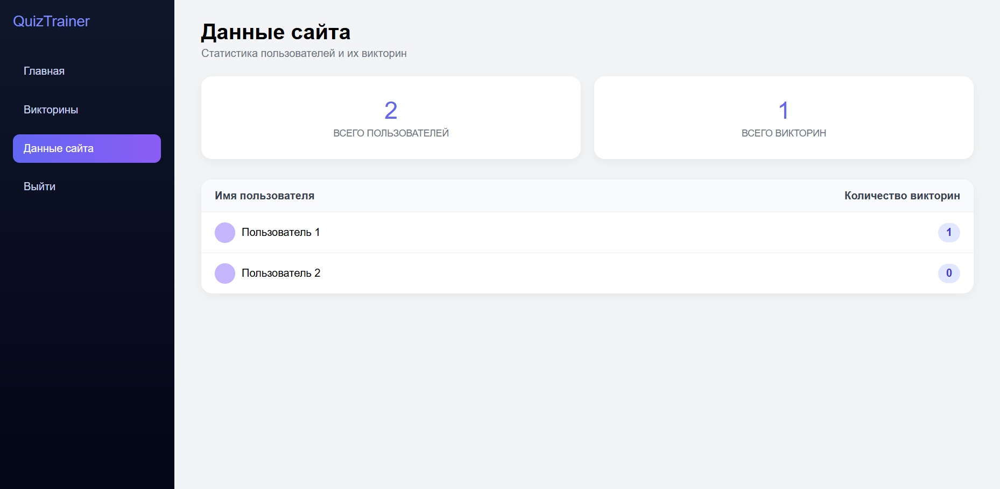 QuizTrainer
Главная
Викторины
Данные сайта
Выйти
Данные сайта
Статистика пользователей и их викторин
2
ВСЕГО ПОЛЬЗОВАТЕЛЕЙ
1
ВСЕГО ВИКТОРИН
Имя пользователя Количество викторин
Пользователь 1 1
Пользователь 2 0